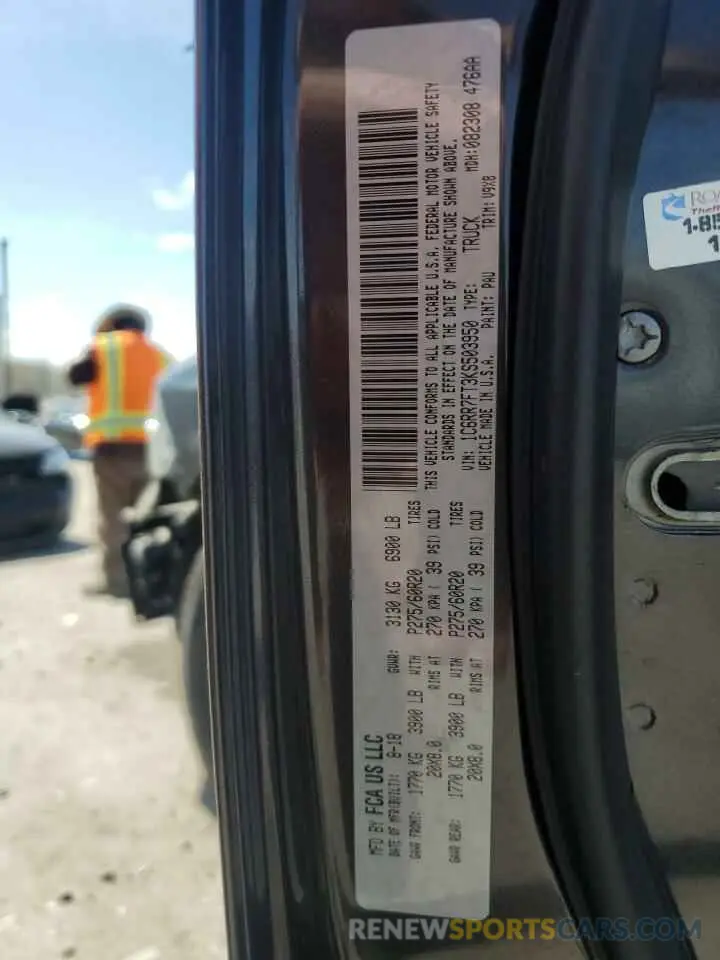 MFD BY FCA US LLC
DATE OF MFR(BUILT): 8-18
GVWR: 3130 KG 6900 LB
GAWR FRONT: 1770 KG 3900 LB WITH P275/60R20 TIRES
20X8.0 RIMS AT 270 KPA ( 39 PSI) COLD
GAWR REAR: 1770 KG 3900 LB WITH P275/60R20 TIRES
20X8.0 RIMS AT 270 KPA ( 39 PSI) COLD
THIS VEHICLE CONFORMS TO ALL APPLICABLE U.S.A. FEDERAL MOTOR VEHICLE SAFETY
STANDARDS IN EFFECT ON THE DATE OF MANUFACTURE SHOWN ABOVE.
VIN: 1C6RR7FT3KS503950 TYPE: TRUCK MDH:082308 476AA
VEHICLE MADE IN U.S.A. PAINT: PAU TRIM: V9X8
RENEWSPORTSCARS.COM